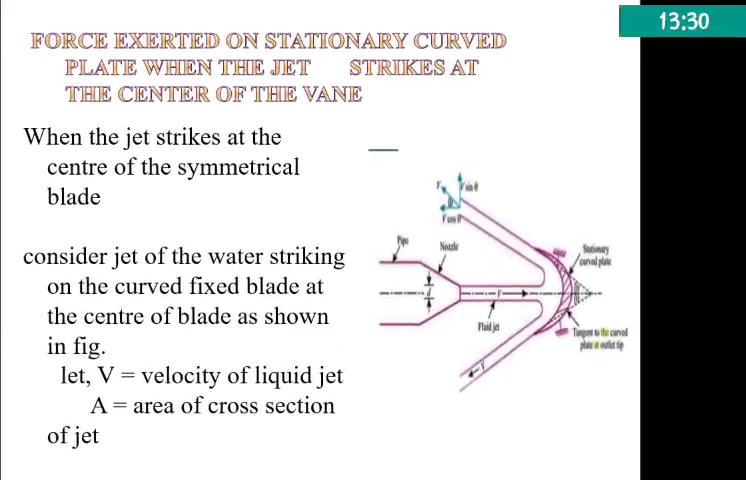 13:30
FORCE EXERTED ON STATIONARY CURVED
PLATE WHEN THE JET STRIKES AT
THE CENTER OF THE VANE
When the jet strikes at the
centre of the symmetrical
blade
consider jet of the water striking
on the curved fixed blade at
the centre of blade as shown
in fig.
let, V = velocity of liquid jet
A = area of cross section
of jet
V
V sin θ
θ
V cos θ
Pipe
Nozzle
Stationary
curved plate
d
V
Fluid jet
Tangent to the curved
plate at outlet tip
V